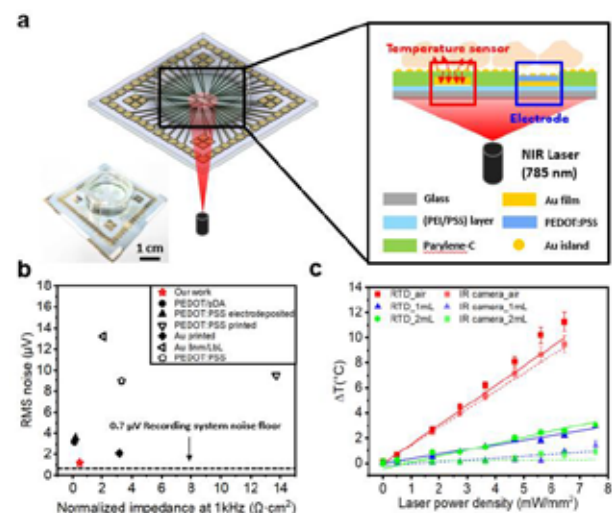 a
Temperature sensor
Electrode
NIR Laser
(785 nm)
1 cm
Glass
Au film
(PEI/PSS) layer
PEDOT:PSS
Parylene-C
Au island
b
RMS noise (µV)
18
16
14
12
10
8
6
4
2
0
Our work
PEDOT/pDA
PEDOT:PSS electrodeposited
PEDOT:PSS printed
Au printed
Au 8nm/LbL
PEDOT:PSS
0.7 µV Recording system noise floor
0 2 4 6 8 10 12 14
Normalized impedance at 1kHz (Ω·cm²)
c
ΔT(°C)
14
12
10
8
6
4
2
0
RTD_air IR camera_air
RTD_1mL IR camera_1mL
RTD_2mL IR camera_2mL
0 1 2 3 4 5 6 7
Laser power density (mW/mm²)